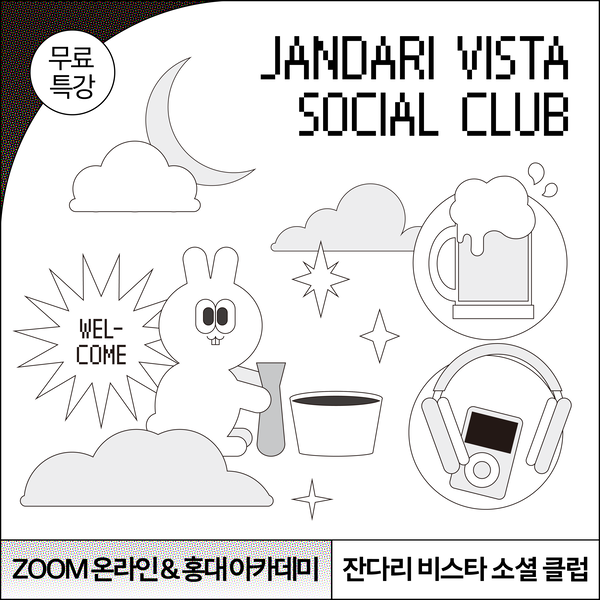 무료
특강
JANDARI VISTA
SOCIAL CLUB
WEL-
COME
ZOOM 온라인 & 홍대 아카데미
잔다리 비스타 소셜 클럽